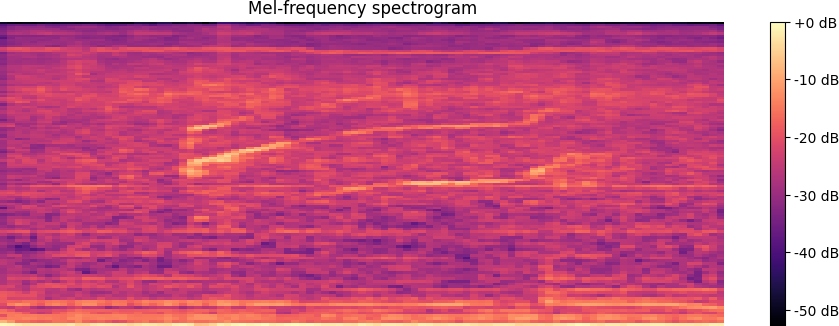 Mel-frequency spectrogram
+0 dB
-10 dB
-20 dB
-30 dB
-40 dB
-50 dB